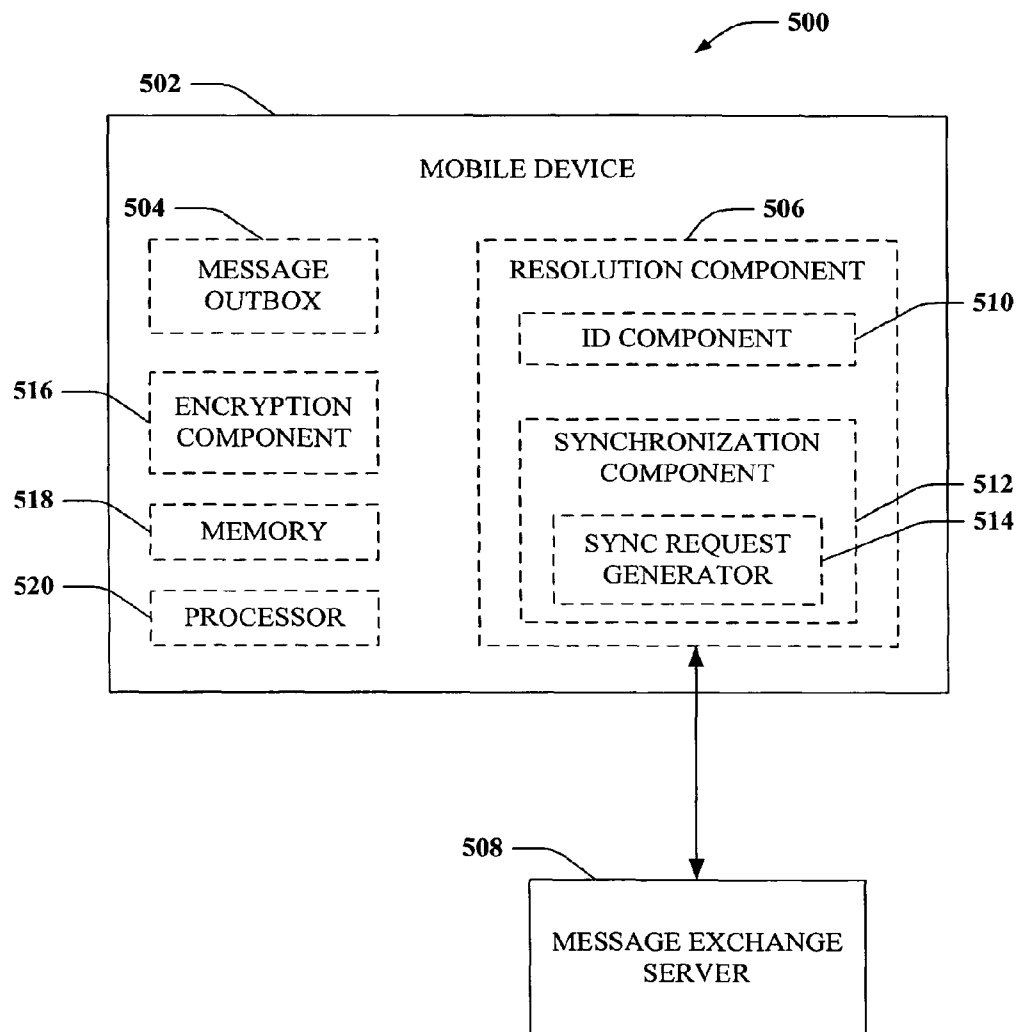 500
502
MOBILE DEVICE
504
506
MESSAGE
OUTBOX
RESOLUTION COMPONENT
510
ID COMPONENT
516
ENCRYPTION
COMPONENT
SYNCHRONIZATION
COMPONENT
512
518
MEMORY
514
SYNC REQUEST
GENERATOR
520
PROCESSOR
508
MESSAGE EXCHANGE
SERVER